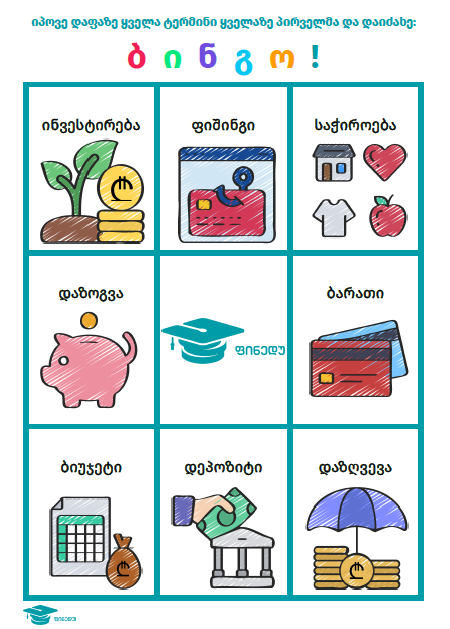 იპოვე დაფაზე ყველა ტერმინი ყველაზე პირველმა და დაიძახე:
ბ ი ნ გ ო !
ინვესტირება
ფიშინგი
საჭიროება
დაზოგვა
ფინედუ
ბარათი
ბიუჯეტი
დეპოზიტი
დაზღვევა
ფინედუ